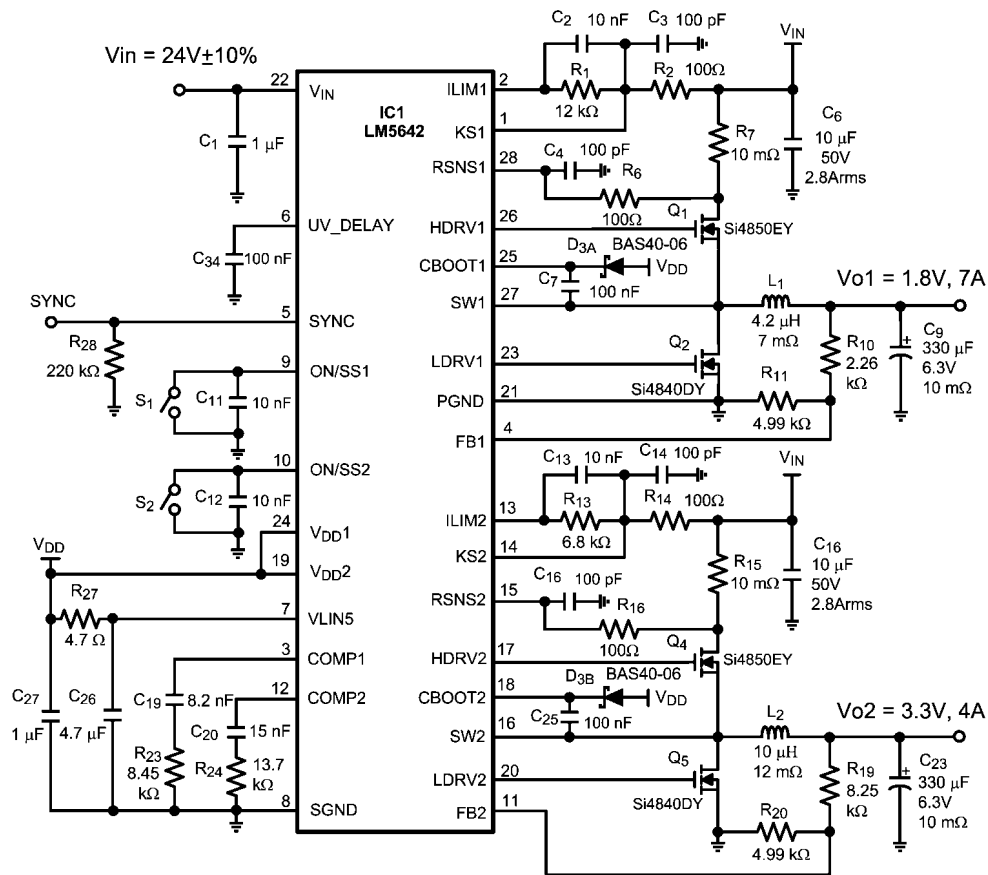 Vin = 24V±10%
22
VIN
C1
1 µF
IC1
LM5642
6
UV_DELAY
C34
100 nF
SYNC
5
SYNC
R28
220 kΩ
9
ON/SS1
S1
C11
10 nF
10
ON/SS2
S2
C12
10 nF
24
VDD1
VDD
19
VDD2
R27
4.7 Ω
7
VLIN5
3
COMP1
12
COMP2
C27
1 µF
C26
4.7 µF
C19
8.2 nF
C20
15 nF
R23
8.45
kΩ
R24
13.7
kΩ
8
SGND
C2
10 nF
C3
100 pF
VIN
2
ILIM1
R1
12 kΩ
R2
100Ω
1
KS1
R7
10 mΩ
C6
10 µF
50V
2.8Arms
28
RSNS1
C4
100 pF
R6
100Ω
Q1
Si4850EY
26
HDRV1
D3A
BAS40-06
25
CBOOT1
VDD
C7
100 nF
27
SW1
L1
4.2 µH
7 mΩ
Vo1 = 1.8V, 7A
Q2
23
LDRV1
Si4840DY
R10
2.26
kΩ
C9
+
330 µF
6.3V
10 mΩ
21
PGND
R11
4.99 kΩ
4
FB1
C13
10 nF
C14
100 pF
VIN
13
ILIM2
R13
6.8 kΩ
R14
100Ω
14
KS2
R15
10 mΩ
C16
10 µF
50V
2.8Arms
15
RSNS2
C16
100 pF
R16
100Ω
Q4
Si4850EY
17
HDRV2
D3B
BAS40-06
18
CBOOT2
VDD
C25
100 nF
16
SW2
L2
10 µH
12 mΩ
Vo2 = 3.3V, 4A
Q5
20
LDRV2
Si4840DY
R19
8.25
kΩ
C23
+
330 µF
6.3V
10 mΩ
11
FB2
R20
4.99 kΩ